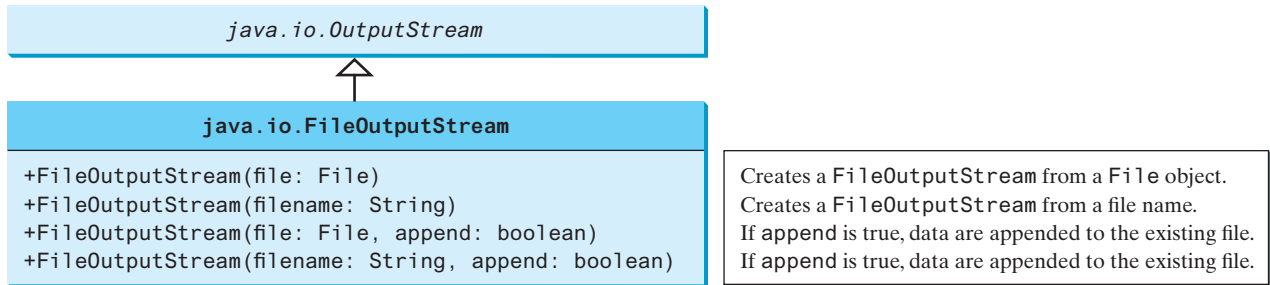 java.io.OutputStream
java.io.FileOutputStream
+FileOutputStream(file: File)
+FileOutputStream(filename: String)
+FileOutputStream(file: File, append: boolean)
+FileOutputStream(filename: String, append: boolean)
Creates a FileOutputStream from a File object.
Creates a FileOutputStream from a file name.
If append is true, data are appended to the existing file.
If append is true, data are appended to the existing file.